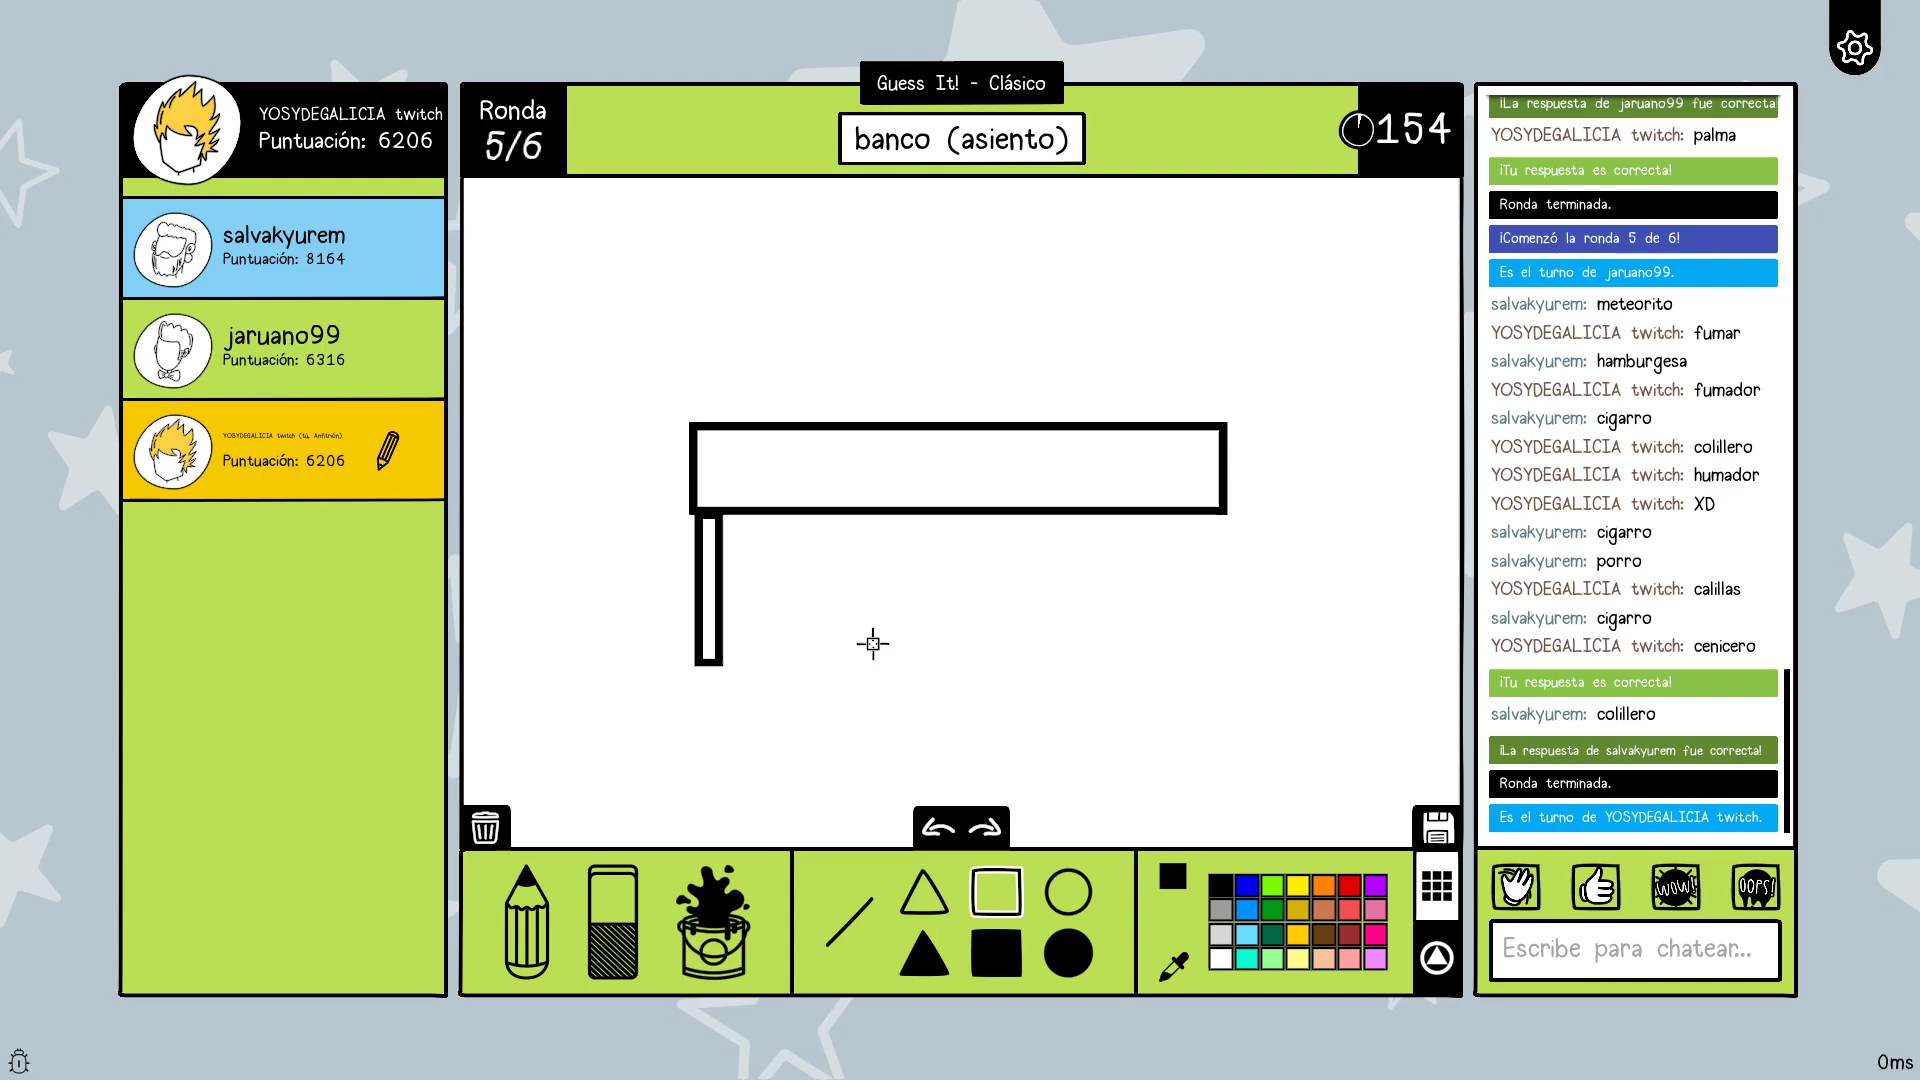 Guess It! - Clásico
YOSYDEGALICIA twitch
Puntuación: 6206
Ronda
5/6
banco (asiento)
154
salvakyurem
Puntuación: 8164
jaruano99
Puntuación: 6316
YOSYDEGALICIA twitch (tú, Anfitrión)
Puntuación: 6206
¡La respuesta de jaruano99 fue correcta
YOSYDEGALICIA twitch: palma
¡Tu respuesta es correcta!
Ronda terminada.
¡Comenzó la ronda 5 de 6!
Es el turno de jaruano99.
salvakyurem: meteorito
YOSYDEGALICIA twitch: fumar
salvakyurem: hamburgesa
YOSYDEGALICIA twitch: fumador
salvakyurem: cigarro
YOSYDEGALICIA twitch: colillero
YOSYDEGALICIA twitch: humador
YOSYDEGALICIA twitch: XD
salvakyurem: cigarro
salvakyurem: porro
YOSYDEGALICIA twitch: calillas
salvakyurem: cigarro
YOSYDEGALICIA twitch: cenicero
¡Tu respuesta es correcta!
salvakyurem: colillero
¡La respuesta de salvakyurem fue correcta!
Ronda terminada.
Es el turno de YOSYDEGALICIA twitch.
WOW!
OOPS!
Escribe para chatear...
0ms